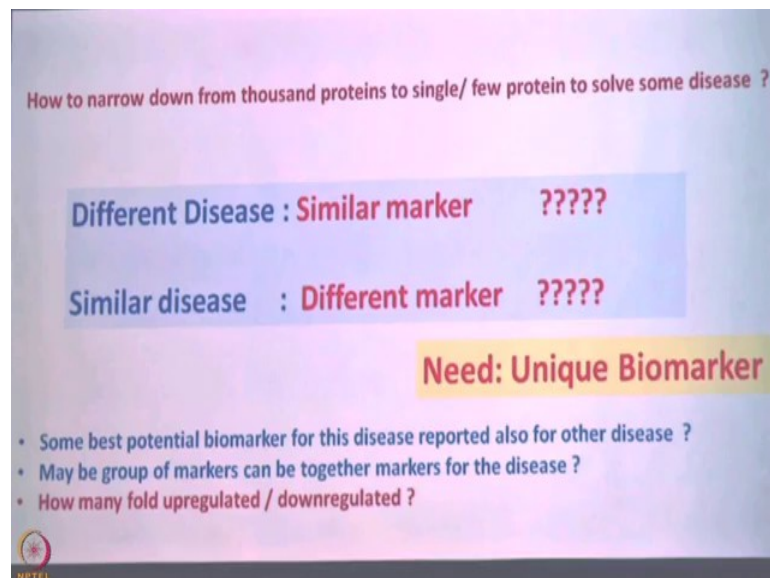 How to narrow down from thousand proteins to single/ few protein to solve some disease ?
Different Disease : Similar marker ?????
Similar disease : Different marker ?????
Need: Unique Biomarker
• Some best potential biomarker for this disease reported also for other disease ?
• May be group of markers can be together markers for the disease ?
• How many fold upregulated / downregulated ?
NPTEL